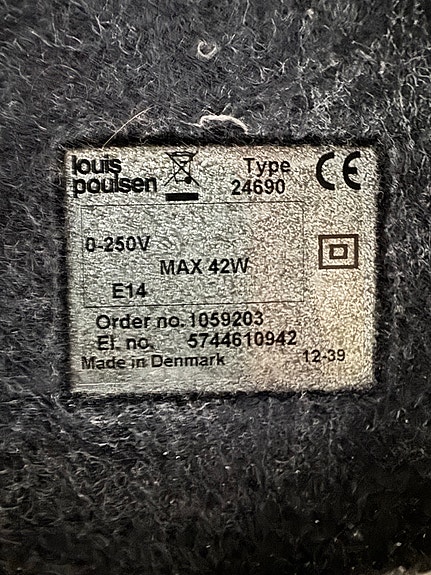 louis
poulsen
Type
24690
CE
0-250V
MAX 42W
E14
Order no. 1059203
El. no. 5744610942
Made in Denmark 12-39